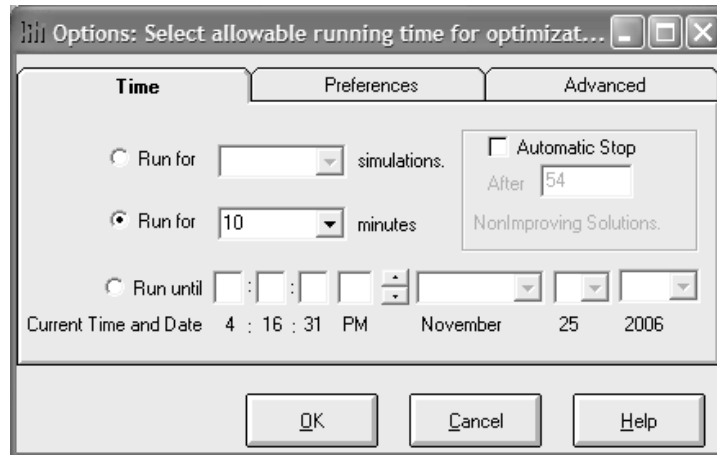 Options: Select allowable running time for optimizat...
Time Preferences Advanced
Run for simulations.
Automatic Stop
After 54
Run for 10 minutes
NonImproving Solutions.
Run until : :
Current Time and Date 4 : 16 : 31 PM November 25 2006
OK Cancel Help